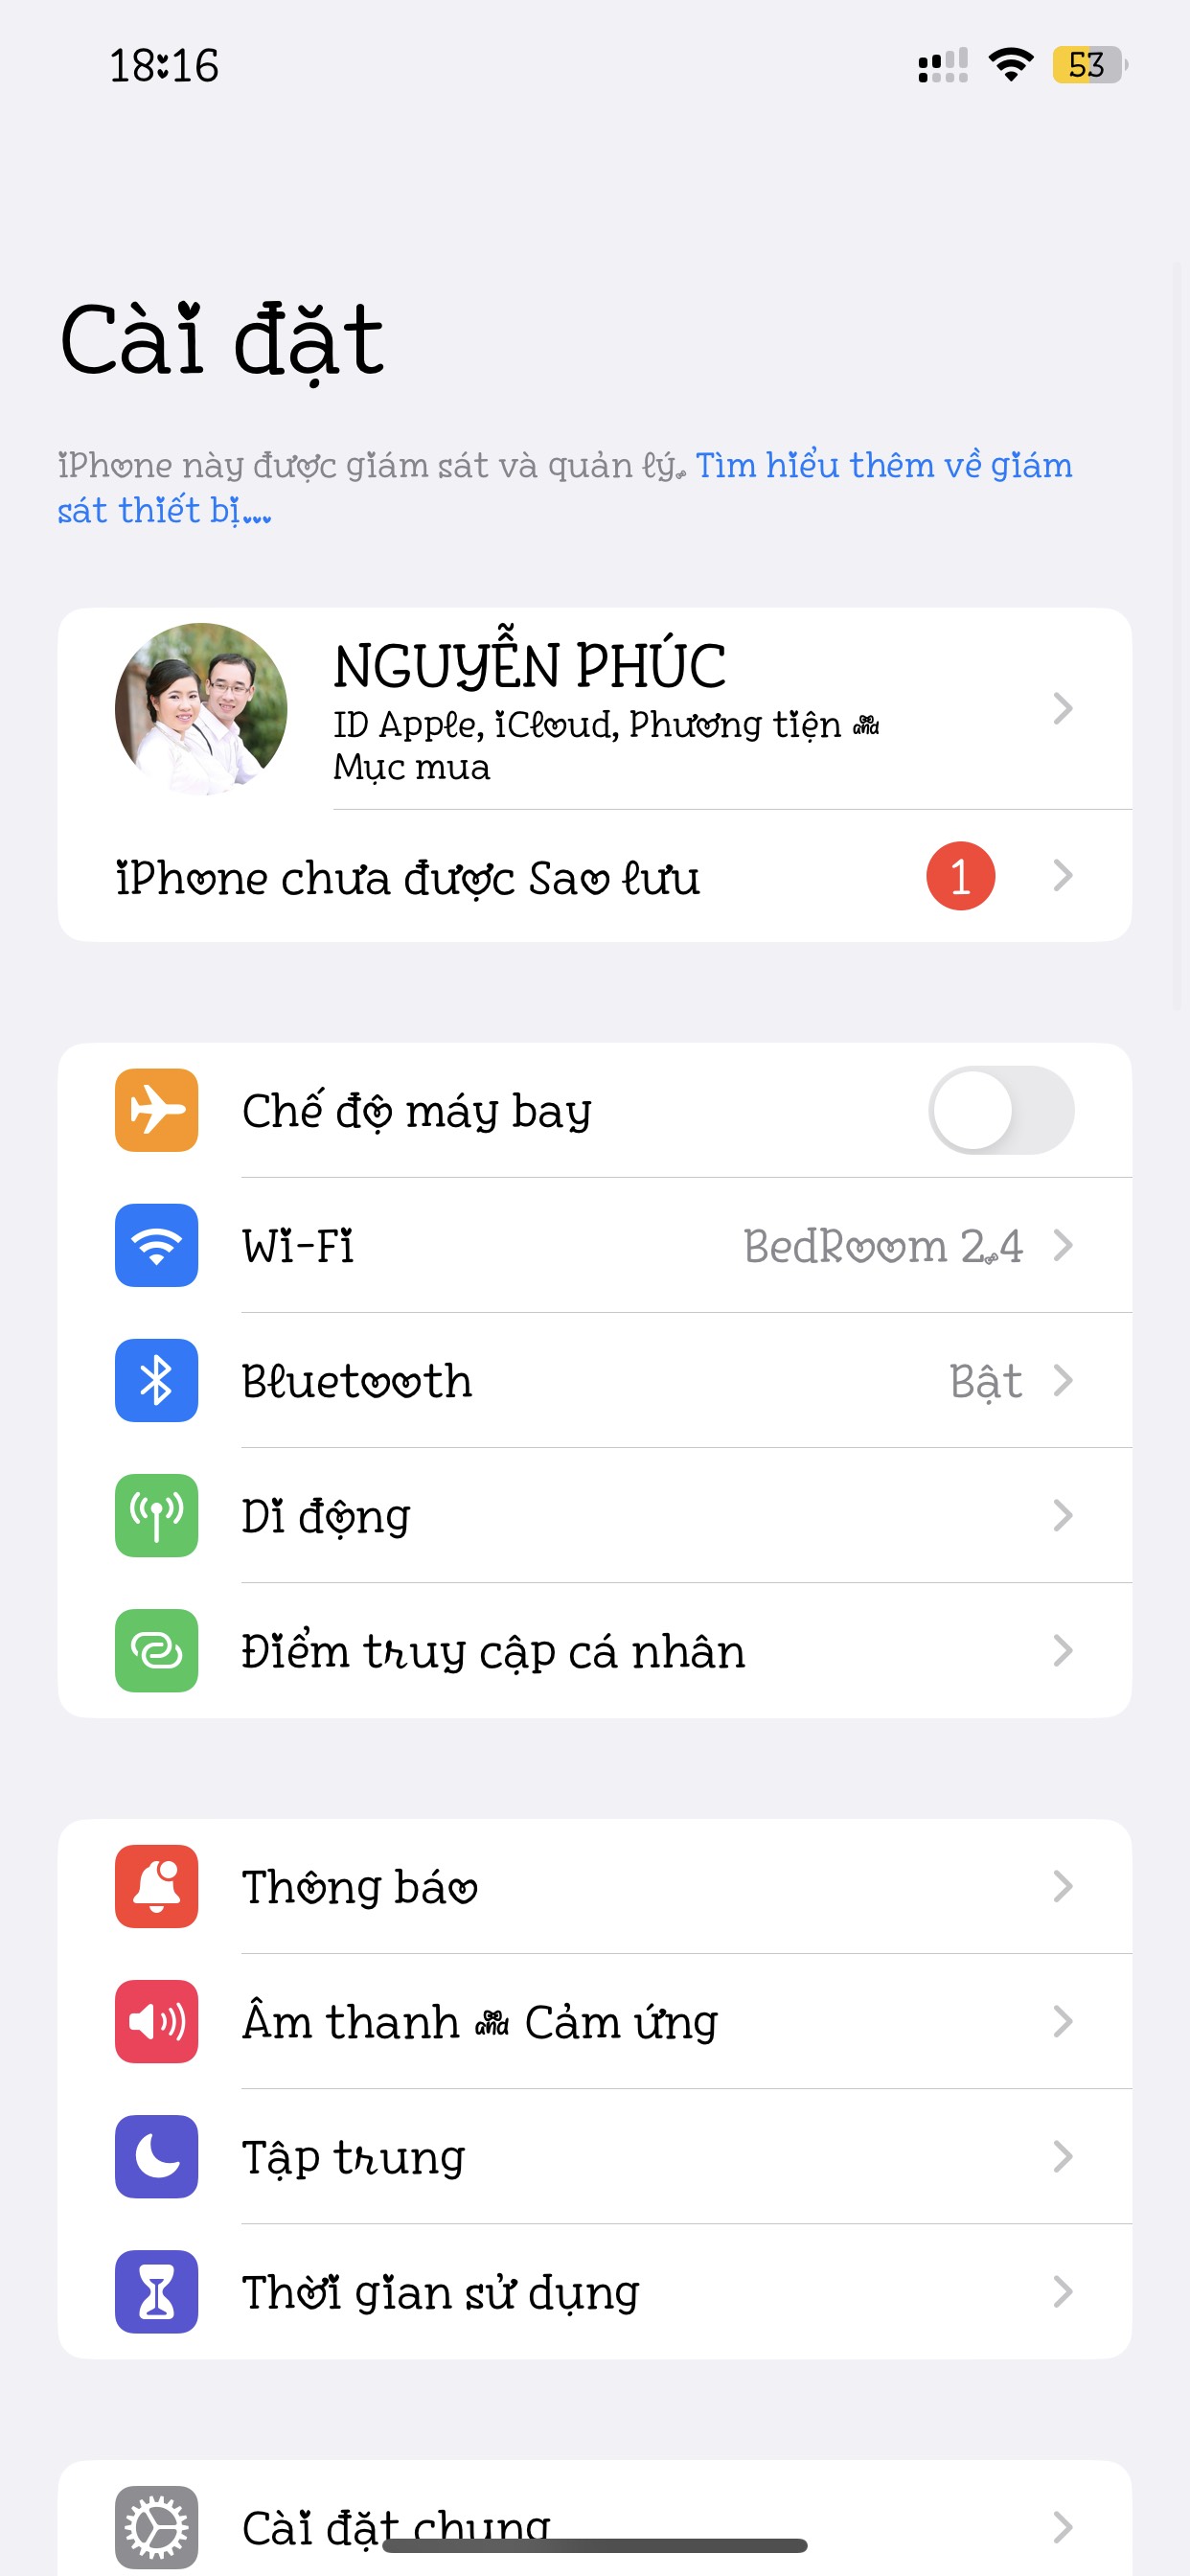 18:16
53
Cài đặt
iPhone này được giám sát và quản lý. Tìm hiểu thêm về giám
sát thiết bị...
NGUYỄN PHÚC
ID Apple, iCloud, Phương tiện &
Mục mua
iPhone chưa được Sao lưu 1
Chế độ máy bay
Wi-Fi BedRoom 2.4
Bluetooth Bật
Di động
Điểm truy cập cá nhân
Thông báo
Âm thanh & Cảm ứng
Tập trung
Thời gian sử dụng
Cài đặt chung